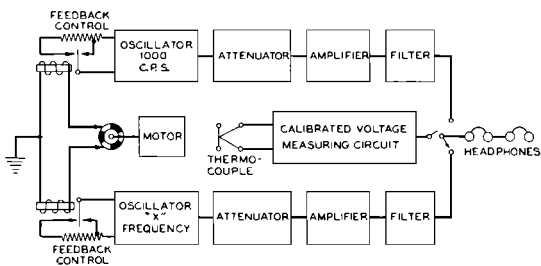 FEEDBACK
CONTROL
OSCILLATOR
1000
C.P.S.
ATTENUATOR
AMPLIFIER
FILTER
MOTOR
THERMO-
COUPLE
CALIBRATED VOLTAGE
MEASURING CIRCUIT
HEADPHONES
OSCILLATOR
"X"
FREQUENCY
ATTENUATOR
AMPLIFIER
FILTER
FEEDBACK
CONTROL